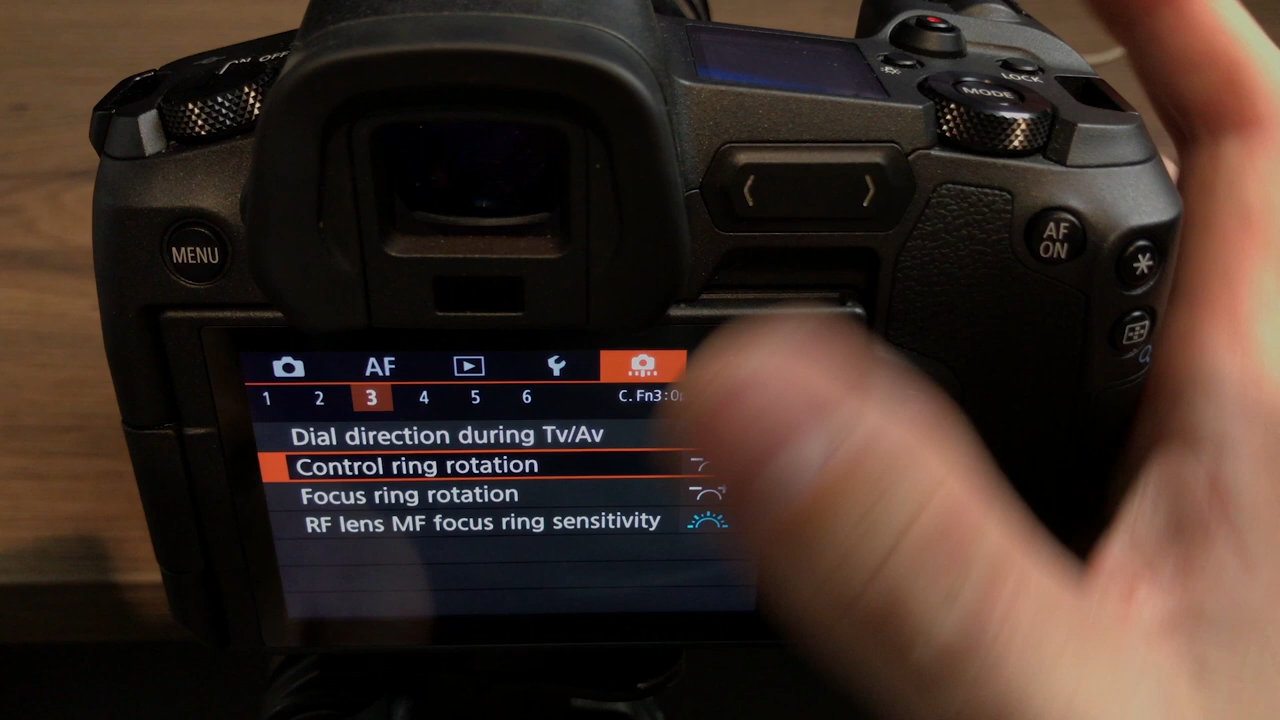 ON OFF
LOCK
MODE
MENU
AF
ON
AF
1 2 3 4 5 6 C.Fn3:
Dial direction during Tv/Av
Control ring rotation
Focus ring rotation
RF lens MF focus ring sensitivity